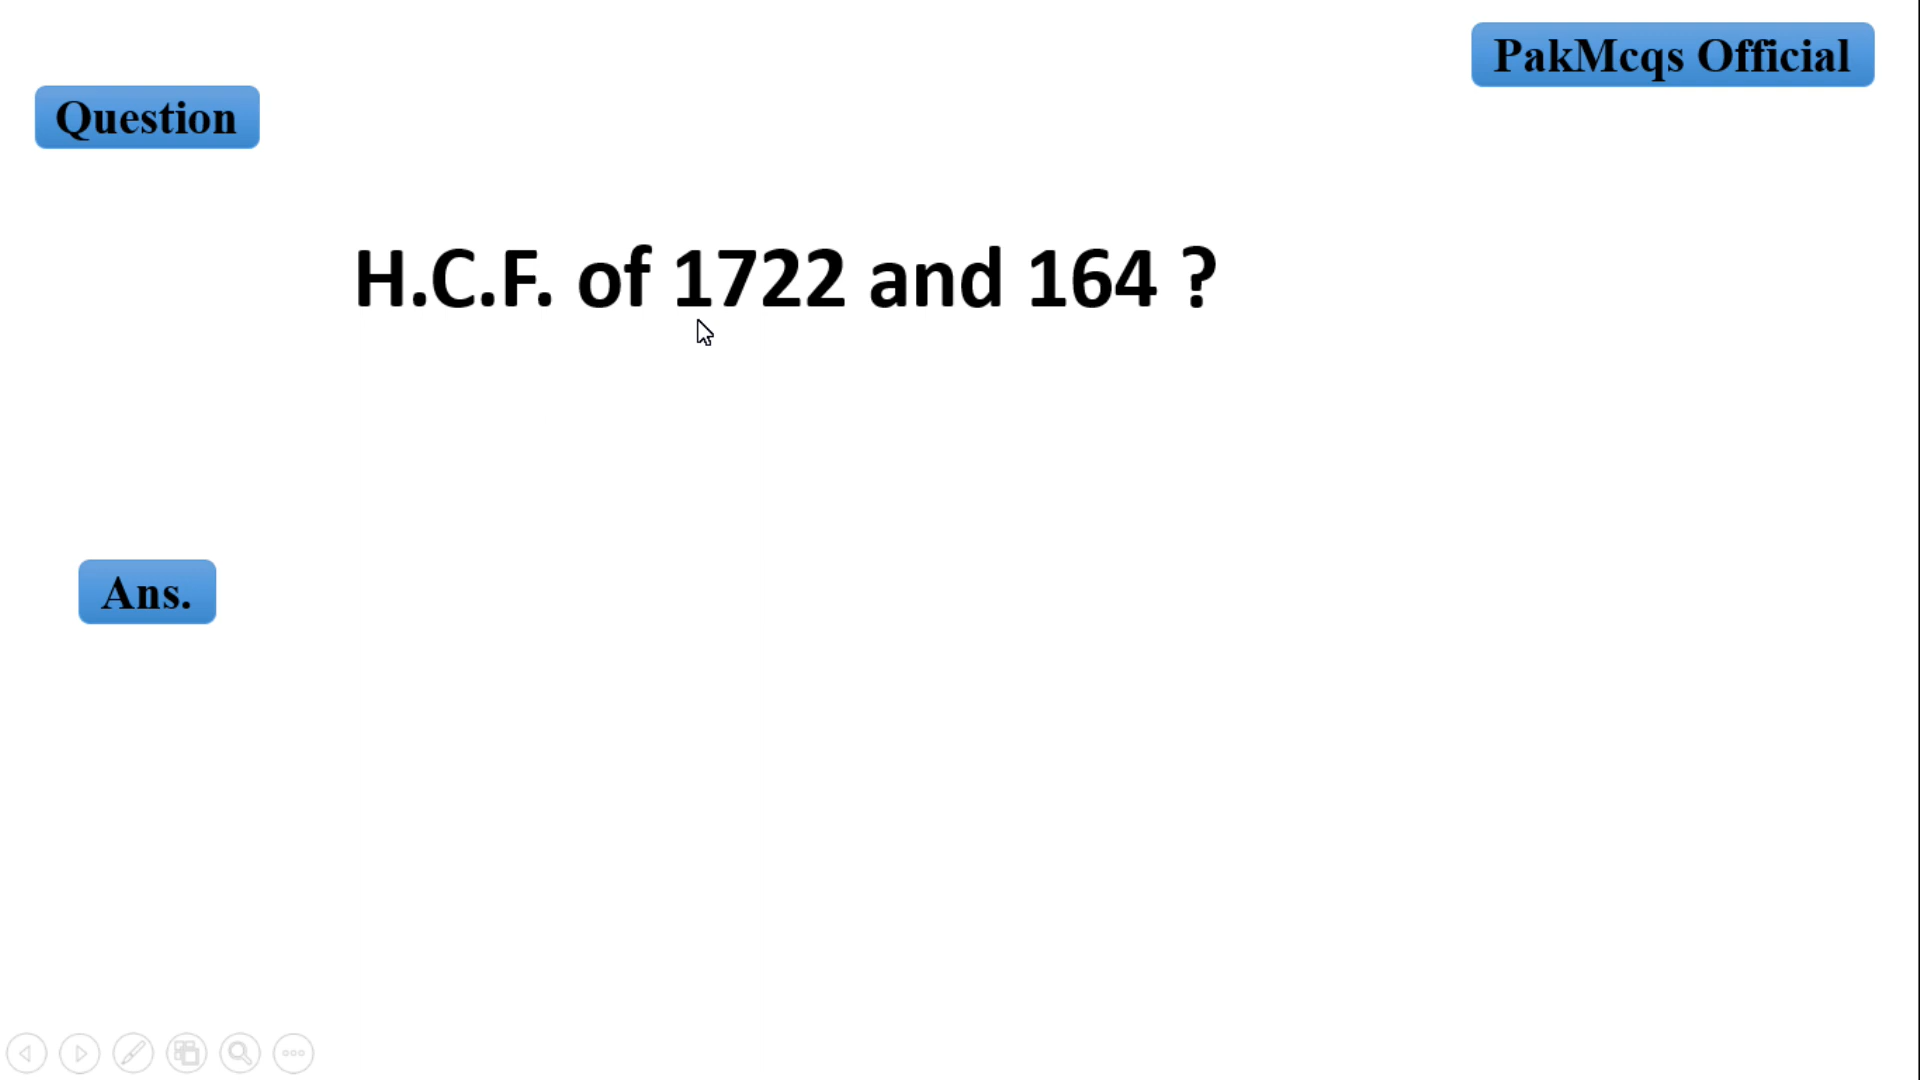 PakMcqs Official
Question
H.C.F. of 1722 and 164 ?
Ans.